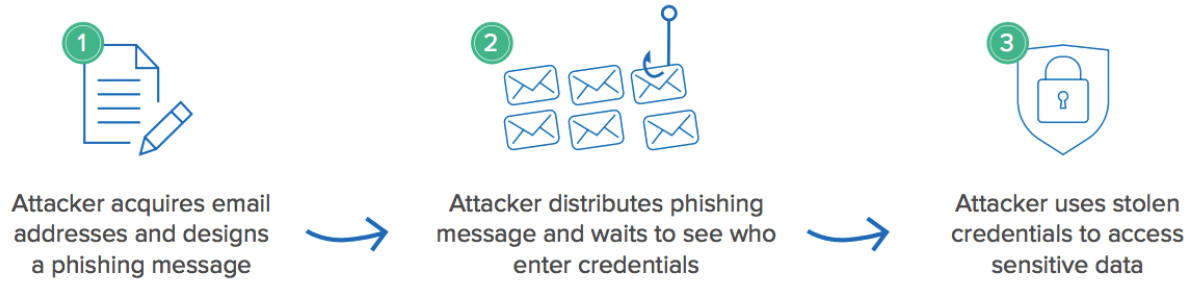 1
2
3
Attacker acquires email
addresses and designs
a phishing message
Attacker distributes phishing
message and waits to see who
enter credentials
Attacker uses stolen
credentials to access
sensitive data